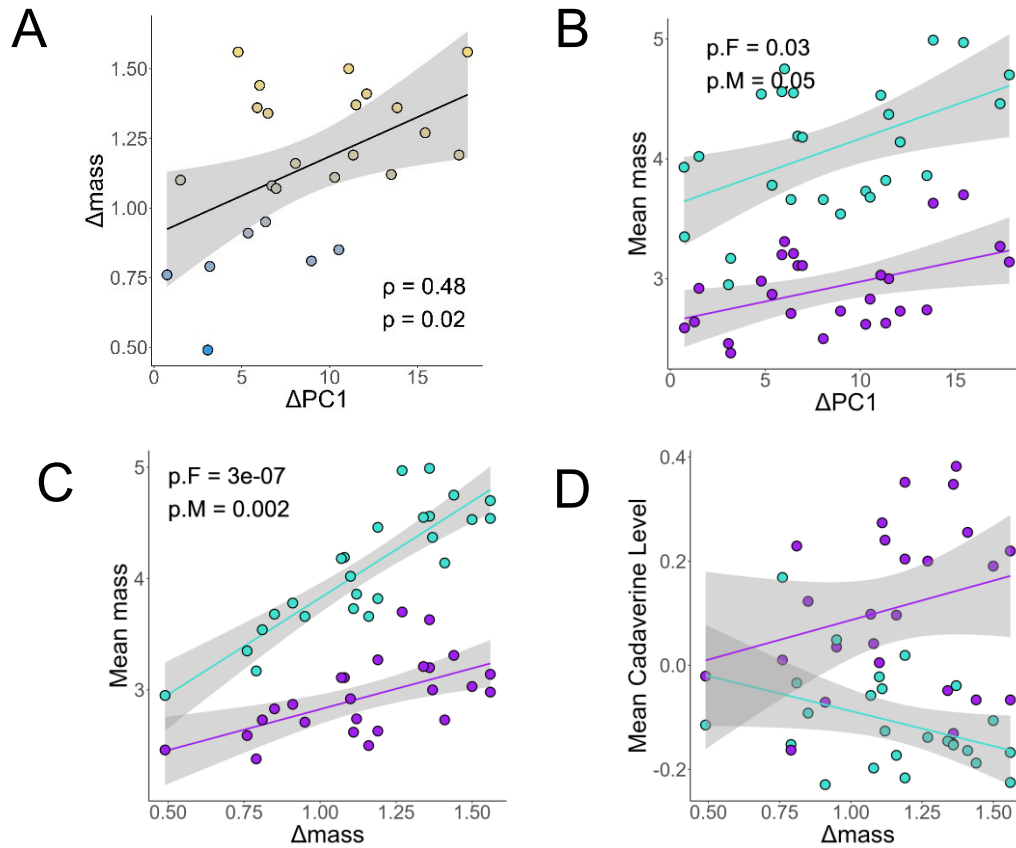 A
Δmass
1.50
1.25
1.00
0.75
0.50
ρ = 0.48
p = 0.02
0
5
10
15
ΔPC1
B
Mean mass
5
4
3
p.F = 0.03
p.M = 0.05
0
5
10
15
ΔPC1
C
Mean mass
5
4
3
p.F = 3e-07
p.M = 0.002
0.50
0.75
1.00
1.25
1.50
Δmass
D
Mean Cadaverine Level
0.4
0.2
0.0
-0.2
0.50
0.75
1.00
1.25
1.50
Δmass